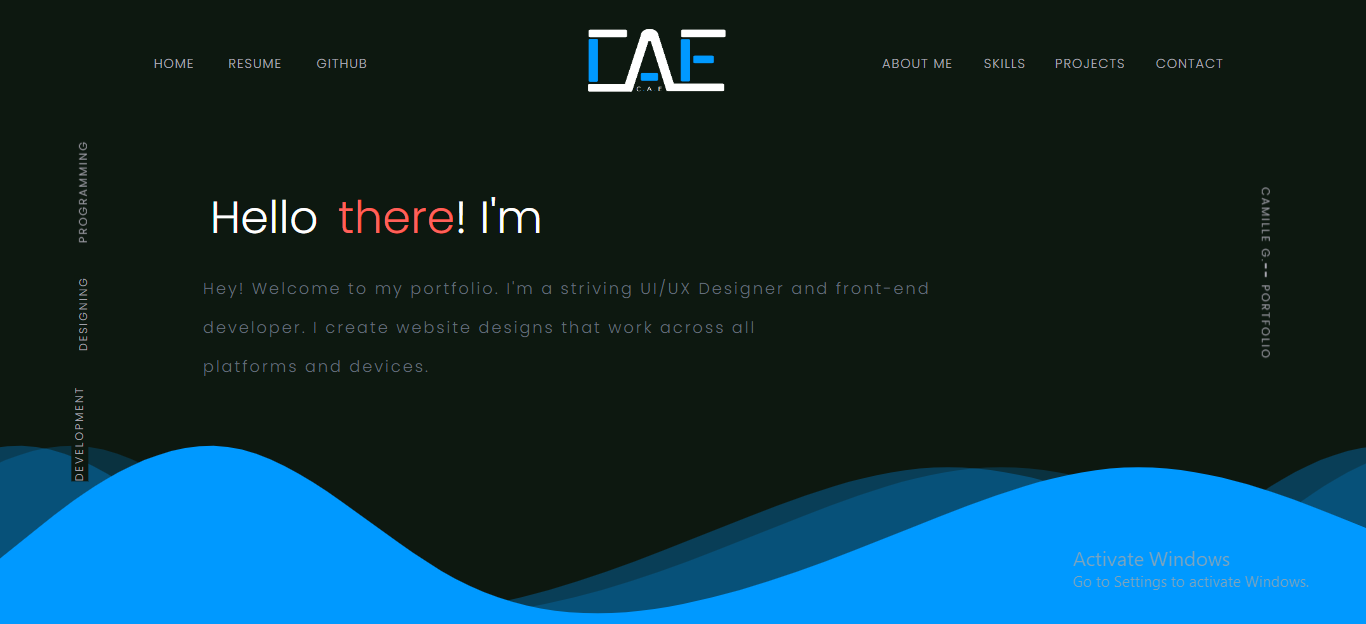 HOME RESUME GITHUB
CAE
C A E
ABOUT ME SKILLS PROJECTS CONTACT
PROGRAMMING
DESIGNING
DEVELOPMENT
Hello there! I'm
Hey! Welcome to my portfolio. I'm a striving UI/UX Designer and front-end
developer. I create website designs that work across all
platforms and devices.
CAMILLE G.-- PORTFOLIO
Activate Windows
Go to Settings to activate Windows.